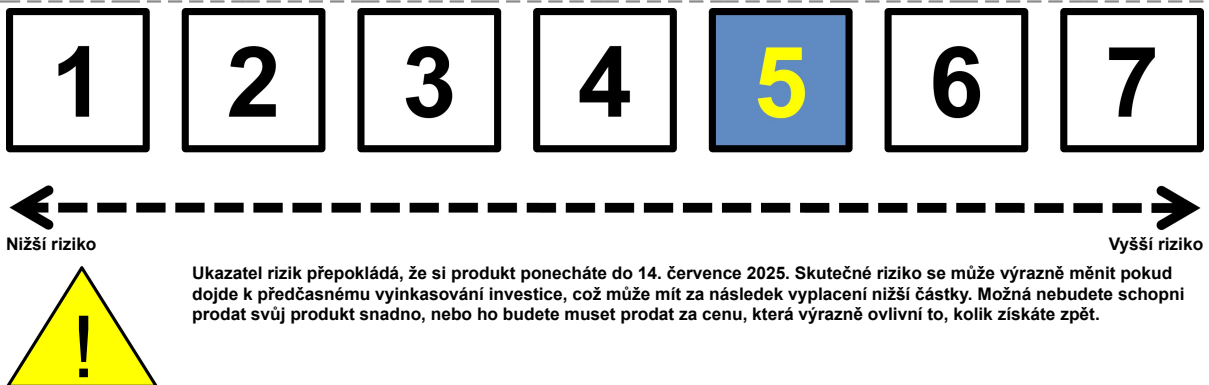 1 2 3 4 5 6 7
Nižší riziko Vyšší riziko
Ukazatel rizik přepokládá, že si produkt ponecháte do 14. července 2025. Skutečné riziko se může výrazně měnit pokud
dojde k předčasnému vyinkasování investice, což může mít za následek vyplacení nižší částky. Možná nebudete schopni
prodat svůj produkt snadno, nebo ho budete muset prodat za cenu, která výrazně ovlivní to, kolik získáte zpět.
!